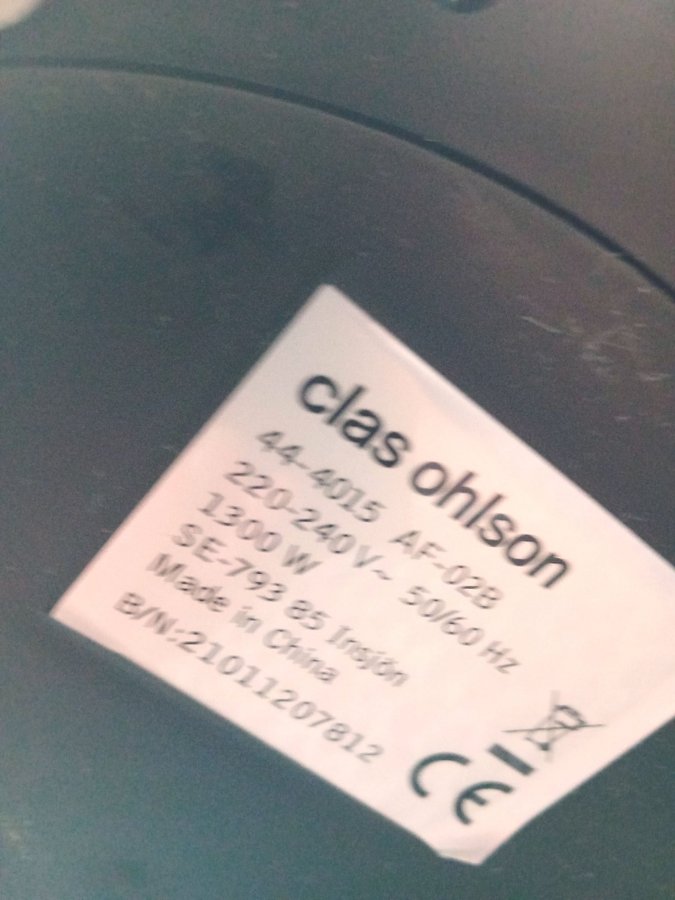 clas ohlson
44-4015 AF-02B
220-240V~ 50/60 Hz
1300 W
SE-793 85 Insjön
Made in China
B/N:21011207812
CE